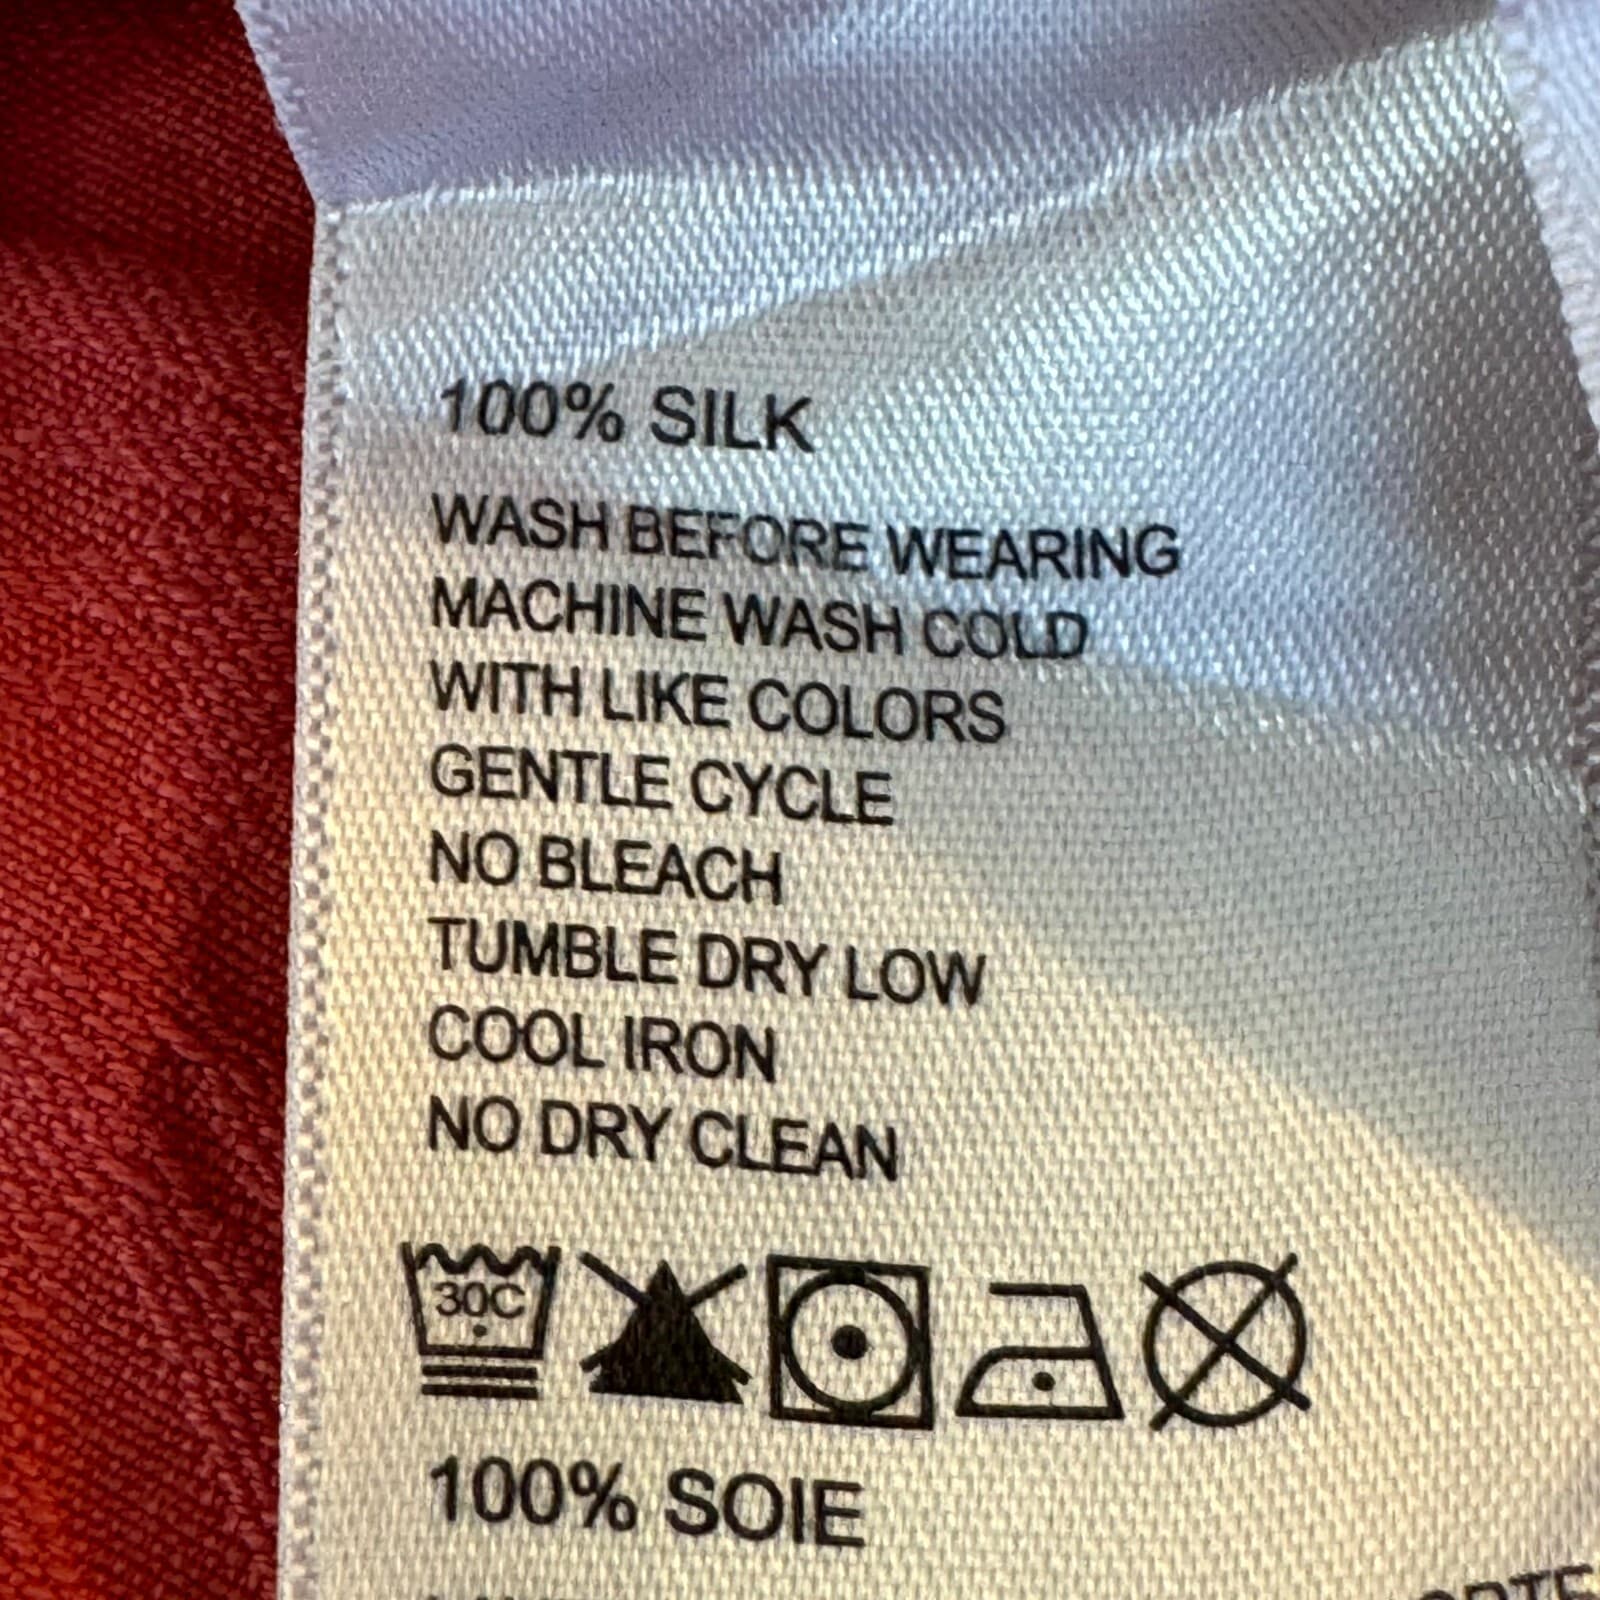 100% SILK
WASH BEFORE WEARING
MACHINE WASH COLD
WITH LIKE COLORS
GENTLE CYCLE
NO BLEACH
TUMBLE DRY LOW
COOL IRON
NO DRY CLEAN
30C
100% SOIE